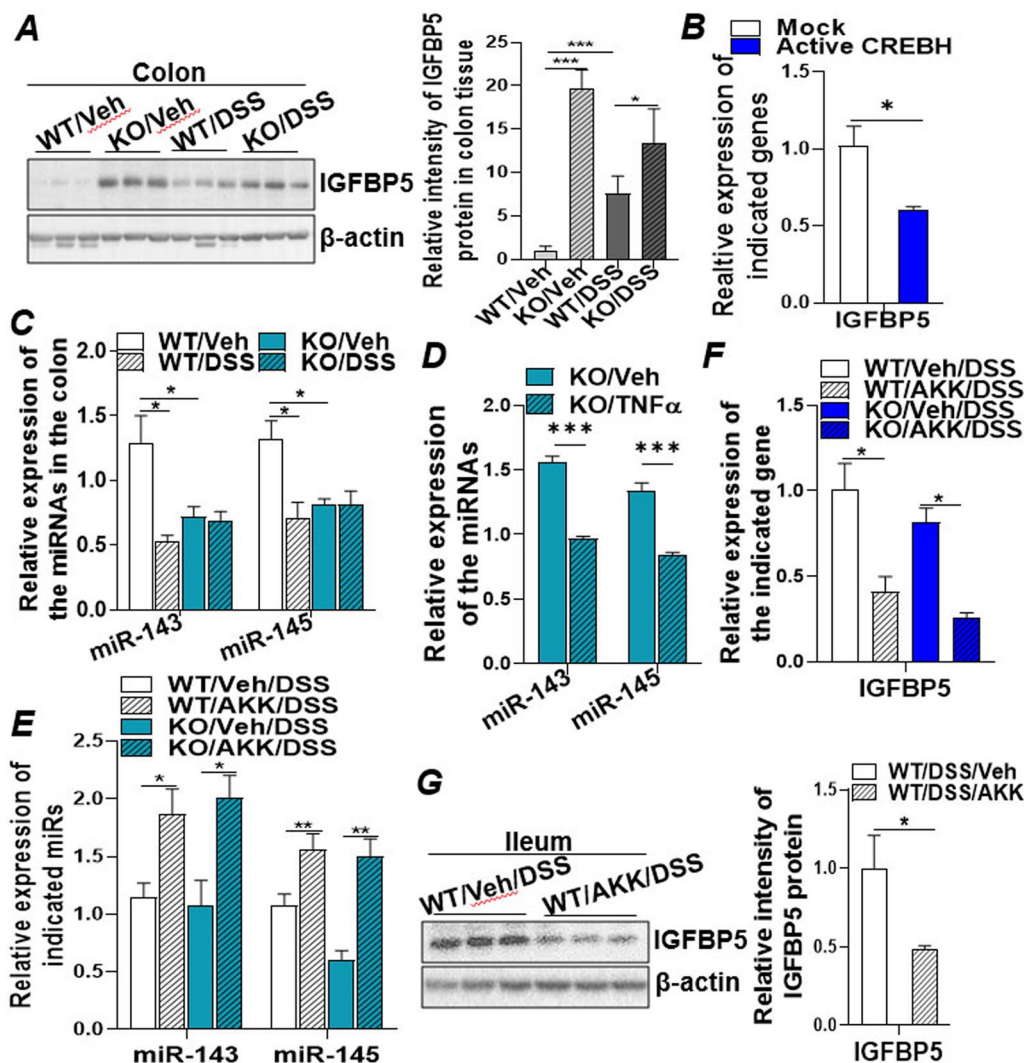 A
Colon
WT/Veh
KO/Veh
WT/DSS
KO/DSS
IGFBP5
β-actin
Relative intensity of IGFBP5
protein in colon tissue
25
20
15
10
5
0
***
***
*
WT/Veh
KO/Veh
WT/DSS
KO/DSS
B
Mock
Active CREBH
Realtive expression of
indicated genes
1.5
1.0
0.5
0.0
*
IGFBP5
C
WT/Veh
KO/Veh
WT/DSS
KO/DSS
Relative expression of
the miRNAs in the colon
2.0
1.5
1.0
0.5
0.0
*
*
*
*
miR-143
miR-145
D
KO/Veh
KO/TNFα
Relative expression
of the miRNAs
2.0
1.5
1.0
0.5
0.0
***
***
miR-143
miR-145
F
WT/Veh/DSS
WT/AKK/DSS
KO/Veh/DSS
KO/AKK/DSS
Relative expression of
the indicated gene
1.5
1.0
0.5
0.0
*
*
IGFBP5
E
WT/Veh/DSS
WT/AKK/DSS
KO/Veh/DSS
KO/AKK/DSS
Relative expression of
indicated miRs
2.5
2.0
1.5
1.0
0.5
0.0
*
*
**
**
miR-143
miR-145
G
Ileum
WT/Veh/DSS
WT/AKK/DSS
IGFBP5
β-actin
WT/DSS/Veh
WT/DSS/AKK
Relative intensity of
IGFBP5 protein
1.5
1.0
0.5
0.0
*
IGFBP5